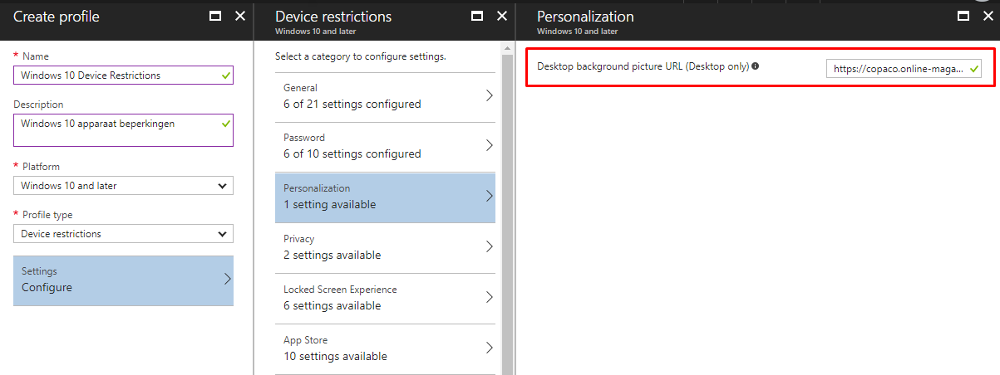 Create profile
* Name
Windows 10 Device Restrictions
Description
Windows 10 apparaat beperkingen
* Platform
Windows 10 and later
* Profile type
Device restrictions
Settings
Configure
Device restrictions
Windows 10 and later
Select a category to configure settings.
General
6 of 21 settings configured
Password
6 of 10 settings configured
Personalization
1 setting available
Privacy
2 settings available
Locked Screen Experience
6 settings available
App Store
10 settings available
Personalization
Windows 10 and later
Desktop background picture URL (Desktop only)
https://copaco.online-maga...